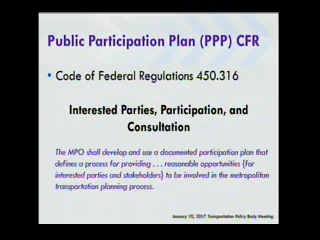 Public Participation Plan (PPP) CFR
• Code of Federal Regulations 450.316
Interested Parties, Participation, and
Consultation
The MPO shall develop and use a documented participation plan that
defines a process for providing . . . reasonable opportunities {for
interested parties and stakeholders} to be involved in the metropolitan
transportation planning process.
January 10, 2017 Transportation Policy Body Meeting